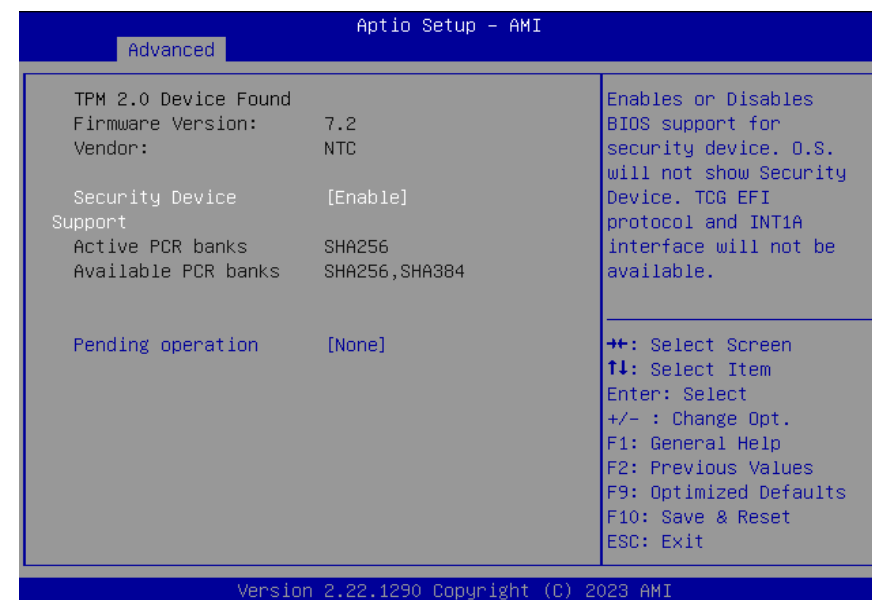 Aptio Setup – AMI
Advanced
TPM 2.0 Device Found
Firmware Version: 7.2
Vendor: NTC
Security Device [Enable]
Support
Active PCR banks SHA256
Available PCR banks SHA256,SHA384
Pending operation [None]
Enables or Disables
BIOS support for
security device. O.S.
will not show Security
Device. TCG EFI
protocol and INT1A
interface will not be
available.
→←: Select Screen
↑↓: Select Item
Enter: Select
+/- : Change Opt.
F1: General Help
F2: Previous Values
F9: Optimized Defaults
F10: Save & Reset
ESC: Exit
Version 2.22.1290 Copyright (C) 2023 AMI